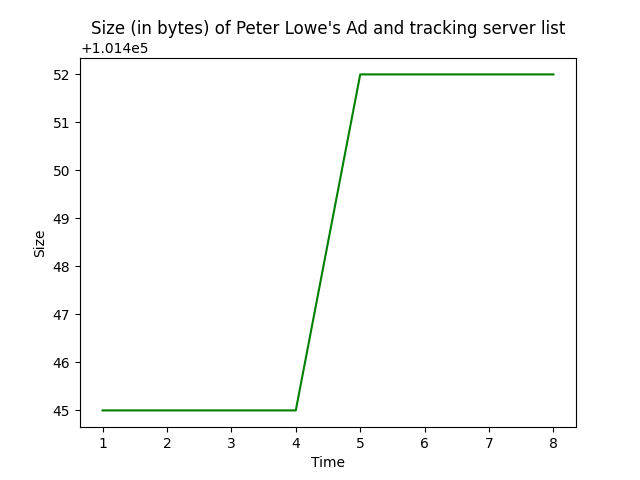 Size (in bytes) of Peter Lowe's Ad and tracking server list
+1.014e5
52
51
50
49
48
47
46
45
Size
1 2 3 4 5 6 7 8
Time